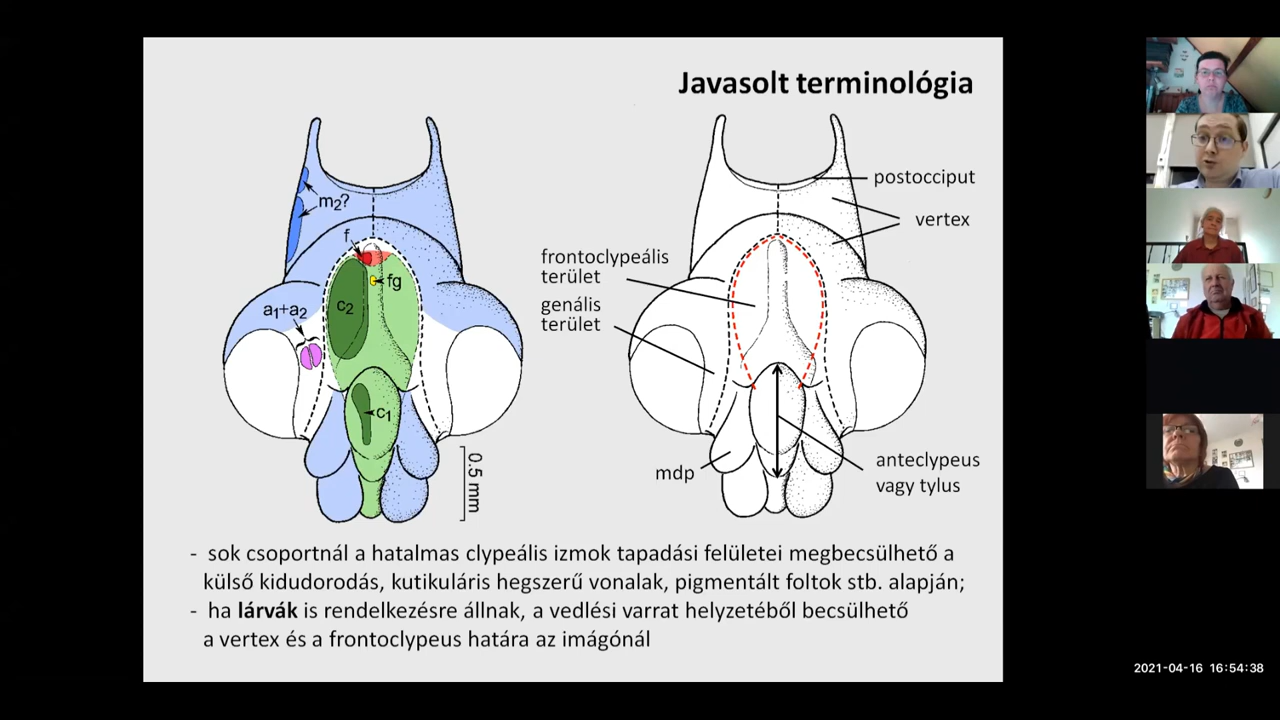 Javasolt terminológia
m2?
f
fg
c2
a1+a2
c1
0.5 mm
postocciput
vertex
frontoclypeális
terület
genális
terület
mdp
anteclypeus
vagy tylus
- sok csoportnál a hatalmas clypeális izmok tapadási felületei megbecsülhető a
külső kidudorodás, kutikuláris hegszerű vonalak, pigmentált foltok stb. alapján;
- ha lárvák is rendelkezésre állnak, a vedlési varrat helyzetéből becsülhető
a vertex és a frontoclypeus határa az imágónál
2021-04-16 16:54:38